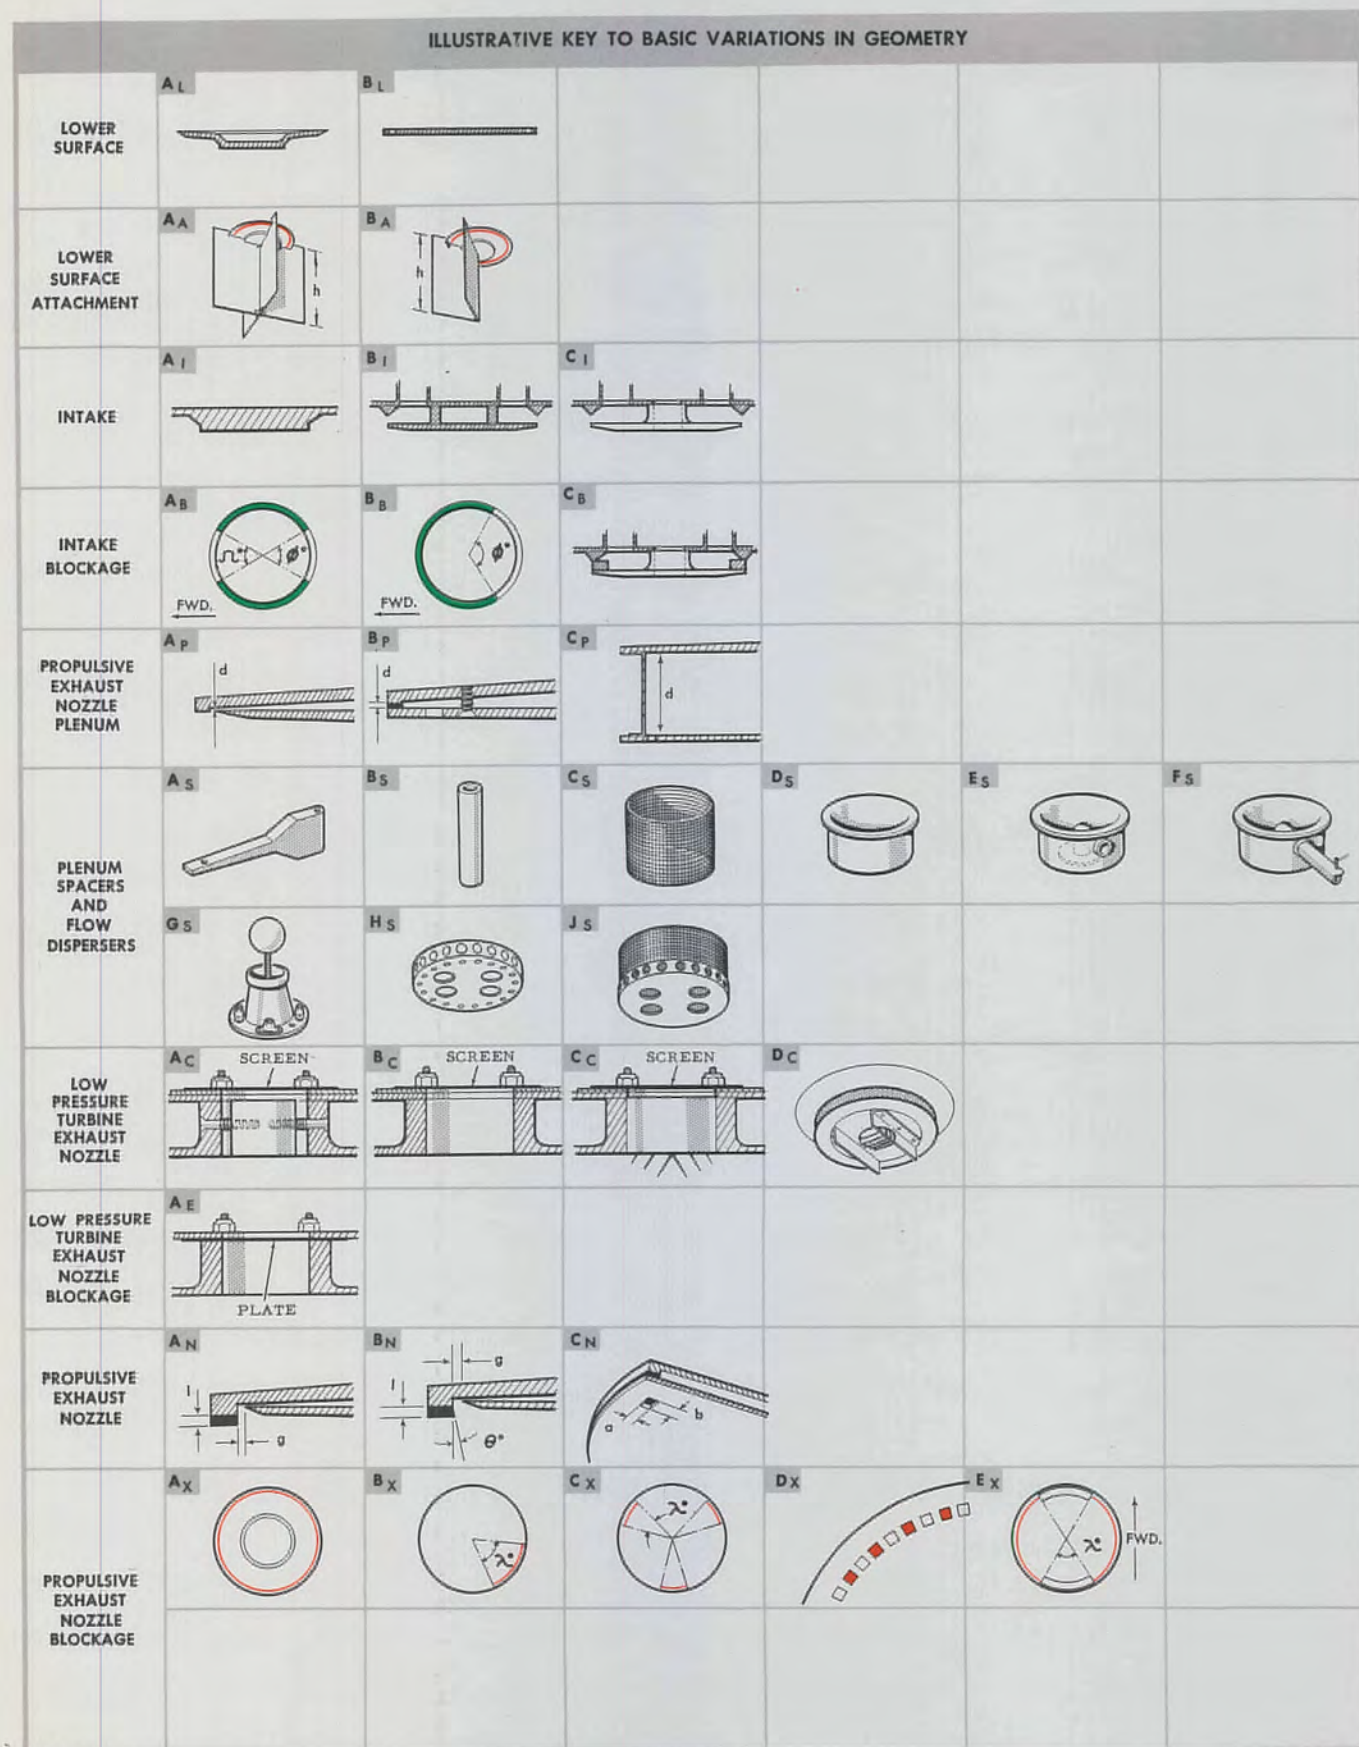 ILLUSTRATIVE KEY TO BASIC VARIATIONS IN GEOMETRY
LOWER
SURFACE
AL
BL
LOWER
SURFACE
ATTACHMENT
AA
h
BA
h
INTAKE
AI
BI
CI
INTAKE
BLOCKAGE
AB
Ω° ϕ°
FWD.
BB
ϕ°
FWD.
CB
PROPULSIVE
EXHAUST
NOZZLE
PLENUM
AP
d
BP
d
CP
d
PLENUM
SPACERS
AND
FLOW
DISPERSERS
AS
BS
CS
DS
ES
FS
GS
HS
JS
LOW
PRESSURE
TURBINE
EXHAUST
NOZZLE
AC
SCREEN
BC
SCREEN
CC
SCREEN
DC
LOW PRESSURE
TURBINE
EXHAUST
NOZZLE
BLOCKAGE
AE
PLATE
PROPULSIVE
EXHAUST
NOZZLE
AN
l
g
BN
g
l
θ°
CN
a
b
PROPULSIVE
EXHAUST
NOZZLE
BLOCKAGE
AX
BX
λ°
CX
λ°
DX
EX
λ°
FWD.